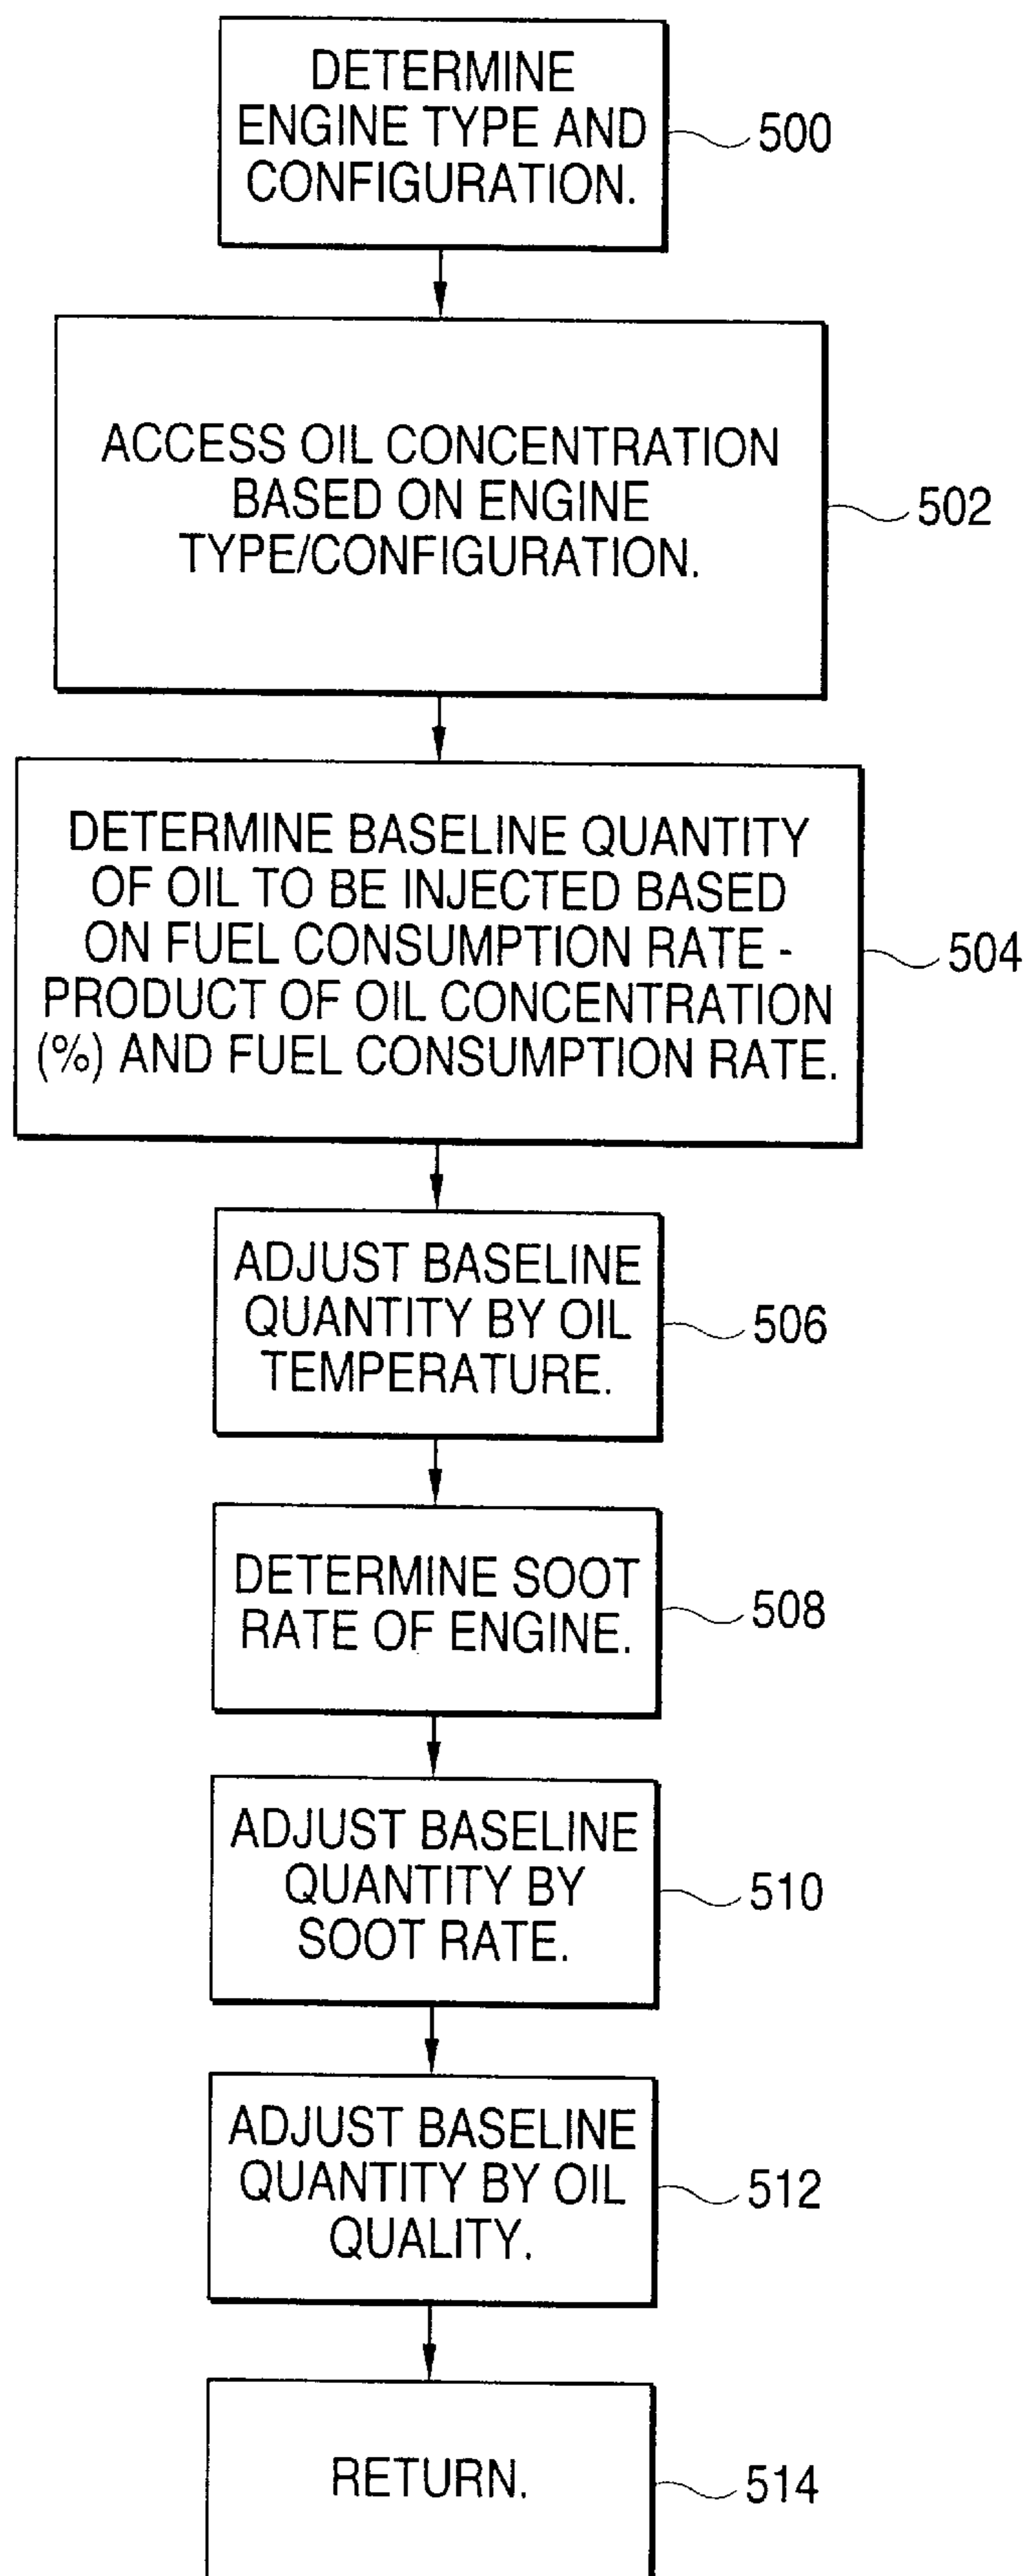 DETERMINE
ENGINE TYPE AND
CONFIGURATION.
500
ACCESS OIL CONCENTRATION
BASED ON ENGINE
TYPE/CONFIGURATION.
502
DETERMINE BASELINE QUANTITY
OF OIL TO BE INJECTED BASED
ON FUEL CONSUMPTION RATE -
PRODUCT OF OIL CONCENTRATION
(%) AND FUEL CONSUMPTION RATE.
504
ADJUST BASELINE
QUANTITY BY OIL
TEMPERATURE.
506
DETERMINE SOOT
RATE OF ENGINE.
508
ADJUST BASELINE
QUANTITY BY
SOOT RATE.
510
ADJUST BASELINE
QUANTITY BY OIL
QUALITY.
512
RETURN.
514